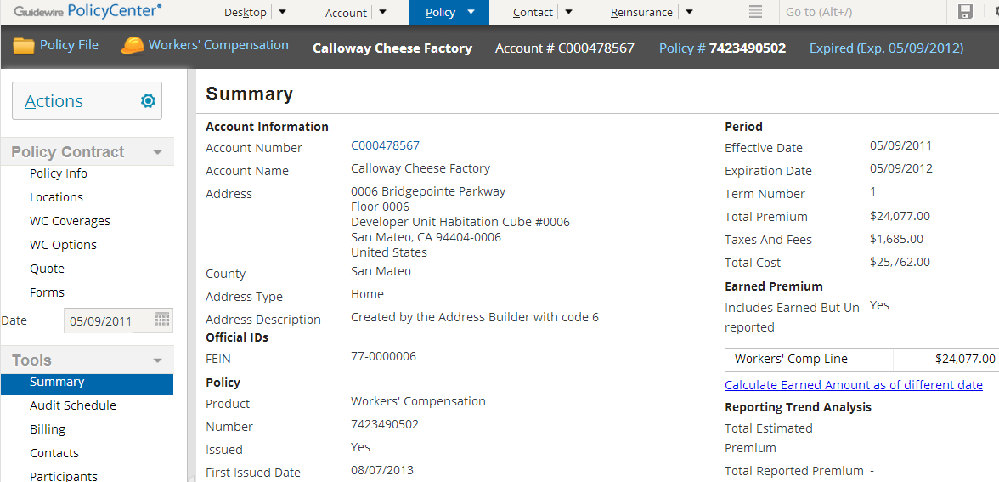 Guidewire PolicyCenter®
Desktop Account Policy Contact Reinsurance Go to (Alt+/)
Policy File Workers' Compensation Calloway Cheese Factory Account # C000478567 Policy # 7423490502 Expired (Exp. 05/09/2012)
Actions
Policy Contract
Policy Info
Locations
WC Coverages
WC Options
Quote
Forms
Date 05/09/2011
Tools
Summary
Audit Schedule
Billing
Contacts
Participants
Summary
Account Information
Account Number C000478567
Account Name Calloway Cheese Factory
Address 0006 Bridgepointe Parkway
Floor 0006
Developer Unit Habitation Cube #0006
San Mateo, CA 94404-0006
United States
County San Mateo
Address Type Home
Address Description Created by the Address Builder with code 6
Official IDs
FEIN 77-0000006
Policy
Product Workers' Compensation
Number 7423490502
Issued Yes
First Issued Date 08/07/2013
Period
Effective Date 05/09/2011
Expiration Date 05/09/2012
Term Number 1
Total Premium $24,077.00
Taxes And Fees $1,685.00
Total Cost $25,762.00
Earned Premium
Includes Earned But Un- Yes
reported
Workers' Comp Line $24,077.00
Calculate Earned Amount as of different date
Reporting Trend Analysis
Total Estimated
Premium -
Total Reported Premium -